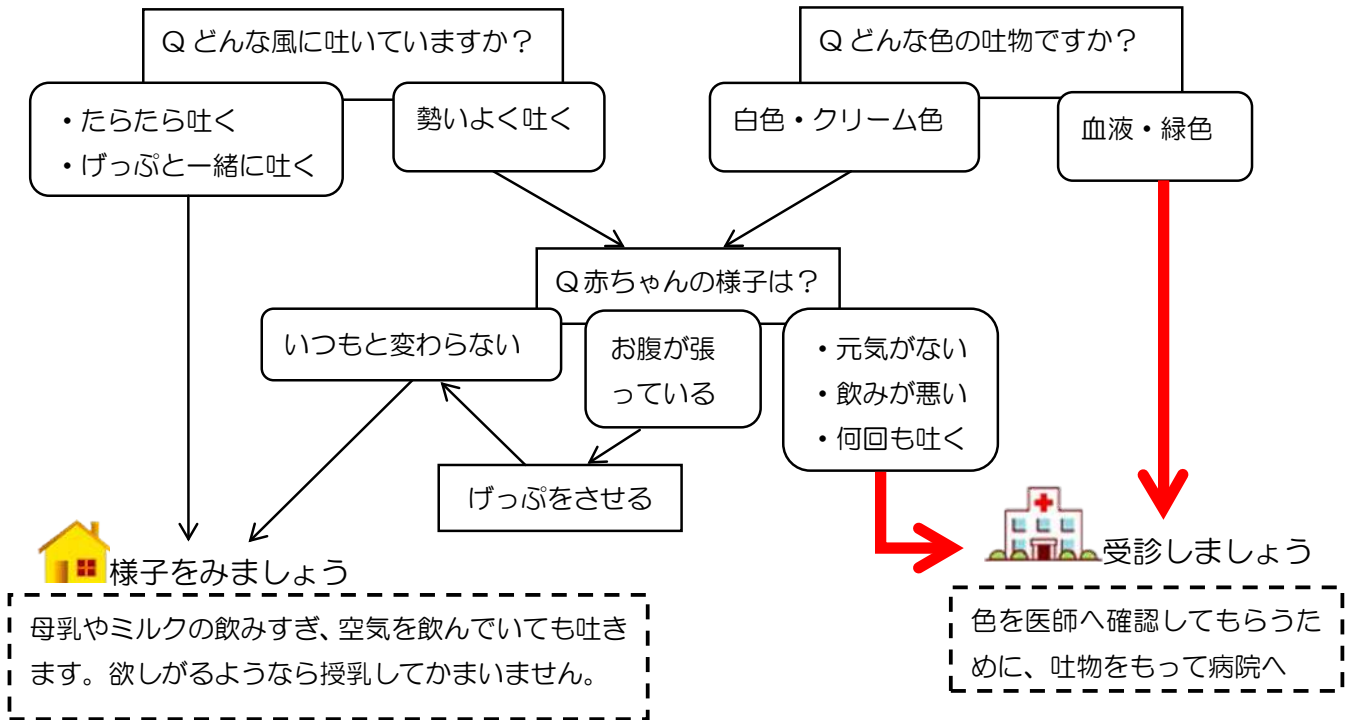 Q どんな風に吐いていますか？
Q どんな色の吐物ですか？
・たらたら吐く
・げっぷと一緒に吐く
勢いよく吐く
白色・クリーム色
血液・緑色
Q赤ちゃんの様子は？
いつもと変わらない
お腹が張
っている
・元気がない
・飲みが悪い
・何回も吐く
げっぷをさせる
様子をみましょう
受診しましょう
母乳やミルクの飲みすぎ、空気を飲んでいても吐き
ます。欲しがるようなら授乳してかまいません。
色を医師へ確認してもらうた
めに、吐物をもって病院へ